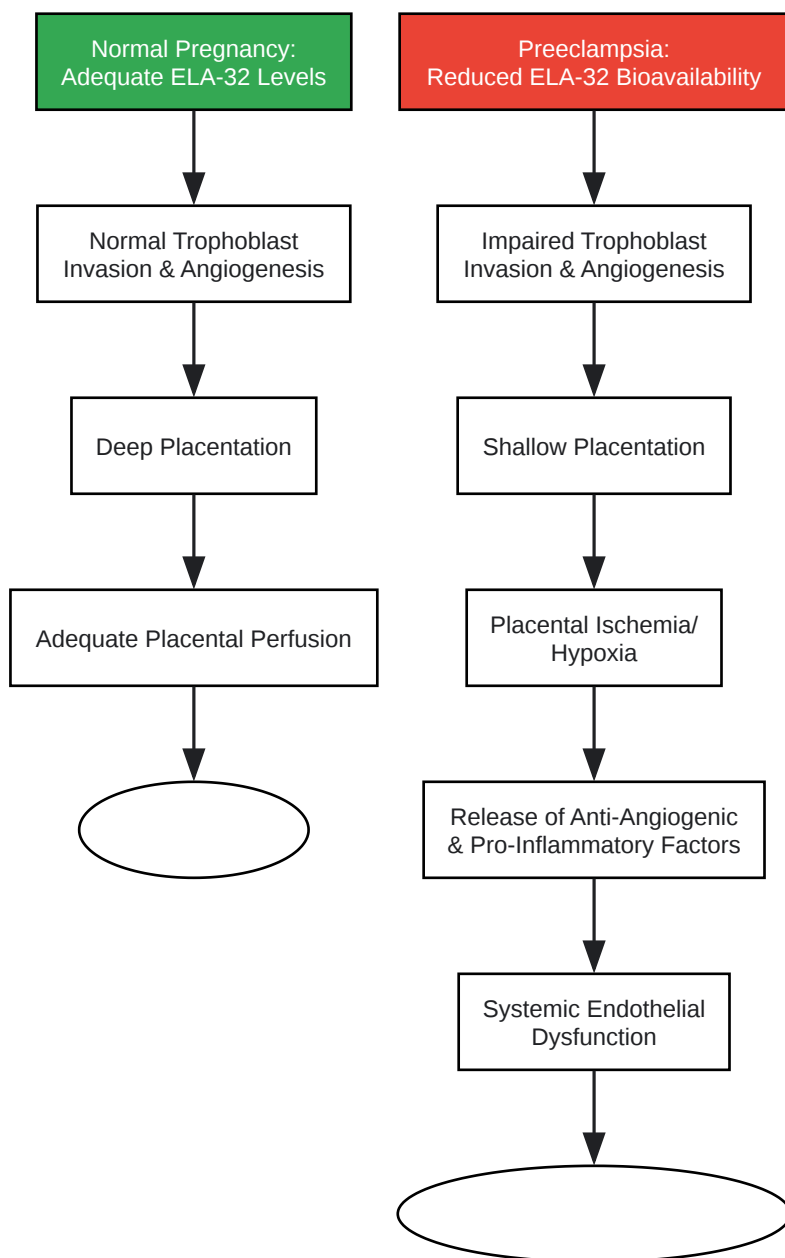 Normal Pregnancy:
Adequate ELA-32 Levels
Normal Trophoblast
Invasion & Angiogenesis
Deep Placentation
Adequate Placental Perfusion
Preeclampsia:
Reduced ELA-32 Bioavailability
Impaired Trophoblast
Invasion & Angiogenesis
Shallow Placentation
Placental Ischemia/
Hypoxia
Release of Anti-Angiogenic
& Pro-Inflammatory Factors
Systemic Endothelial
Dysfunction